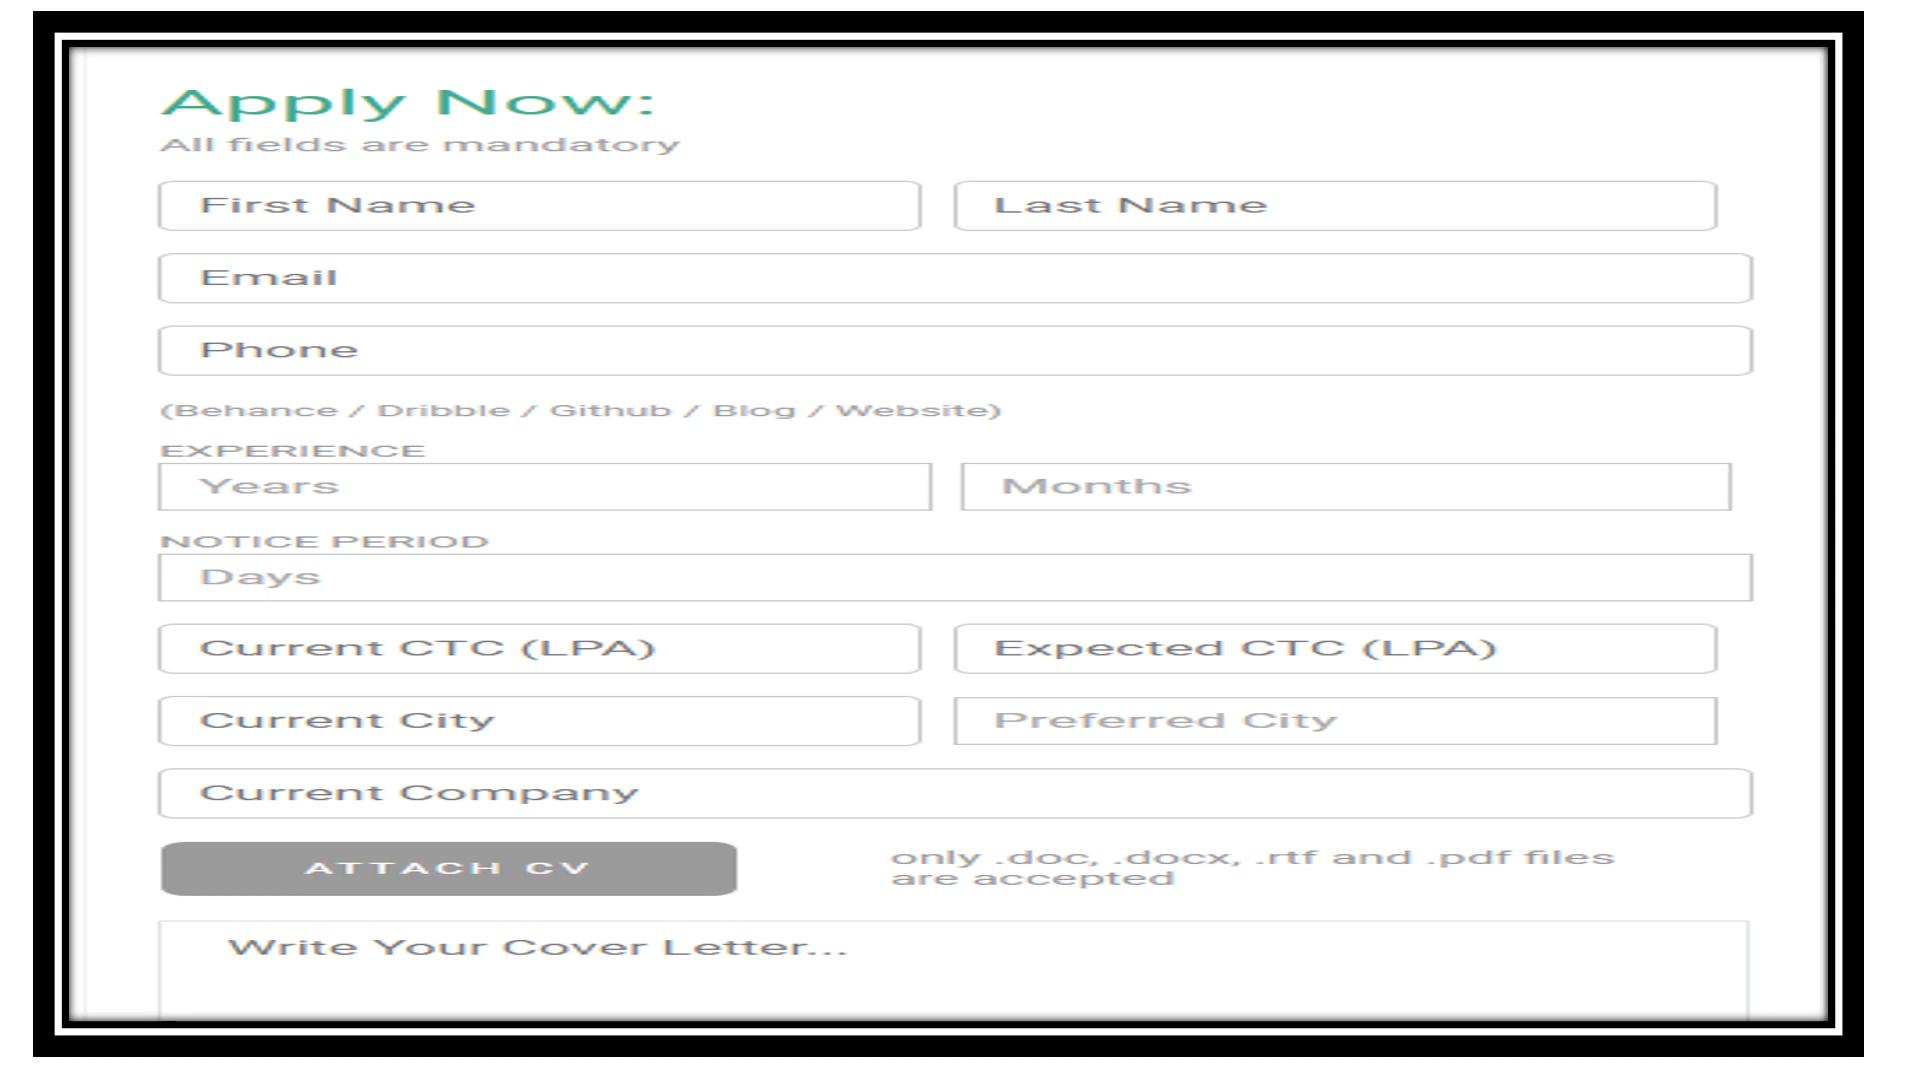 Apply Now:
All fields are mandatory
First Name
Last Name
Email
Phone
(Behance / Dribble / Github / Blog / Website)
EXPERIENCE
Years
Months
NOTICE PERIOD
Days
Current CTC (LPA)
Expected CTC (LPA)
Current City
Preferred City
Current Company
ATTACH CV
only .doc, .docx, .rtf and .pdf files
are accepted
Write Your Cover Letter...